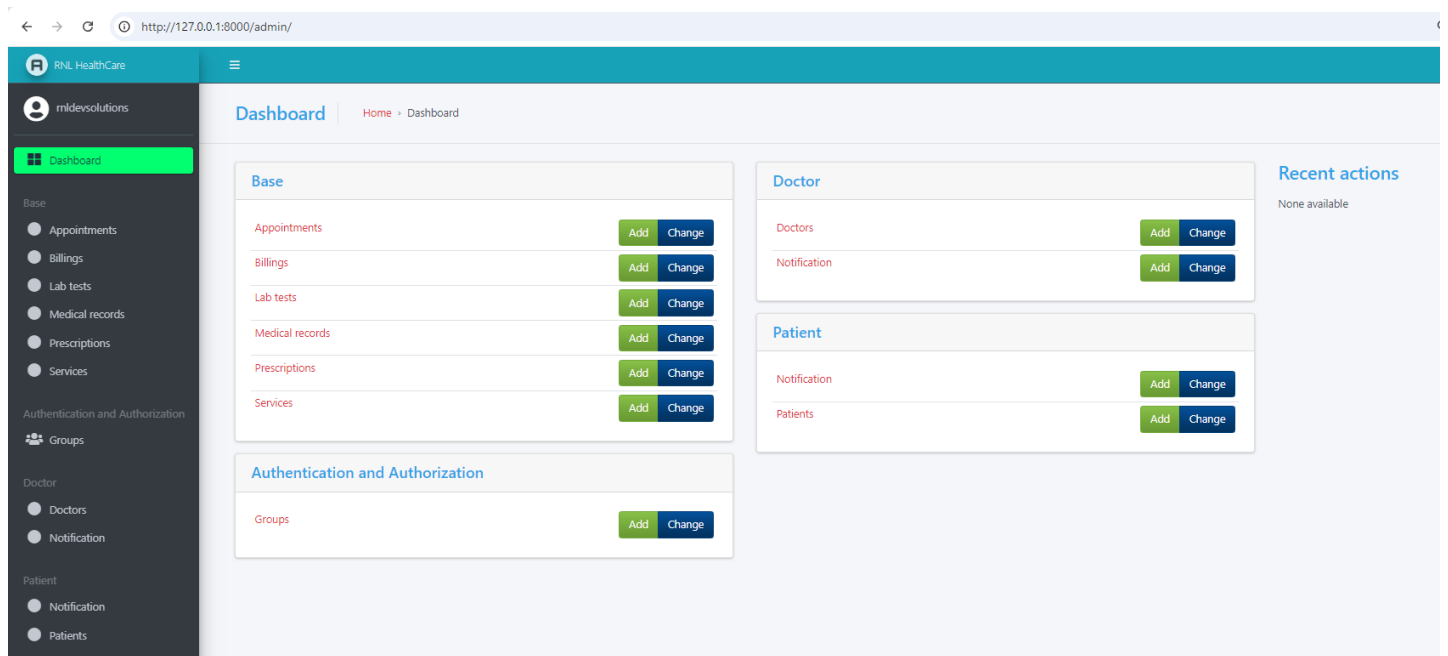 http://127.0.0.1:8000/admin/
RNL HealthCare
rnldevsolutions
Dashboard
Base
Appointments
Billings
Lab tests
Medical records
Prescriptions
Services
Authentication and Authorization
Groups
Doctor
Doctors
Notification
Patient
Notification
Patients
Dashboard
Home › Dashboard
Base
Appointments Add Change
Billings Add Change
Lab tests Add Change
Medical records Add Change
Prescriptions Add Change
Services Add Change
Authentication and Authorization
Groups Add Change
Doctor
Doctors Add Change
Notification Add Change
Patient
Notification Add Change
Patients Add Change
Recent actions
None available